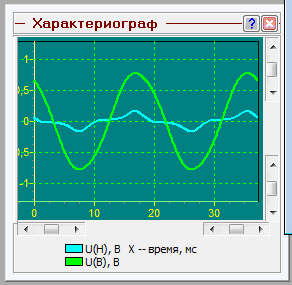 Характериограф
1-
0,5-
0-
0,5-
-1-
0 10 20 30
U(H), В X -- время, мс
U(B), В